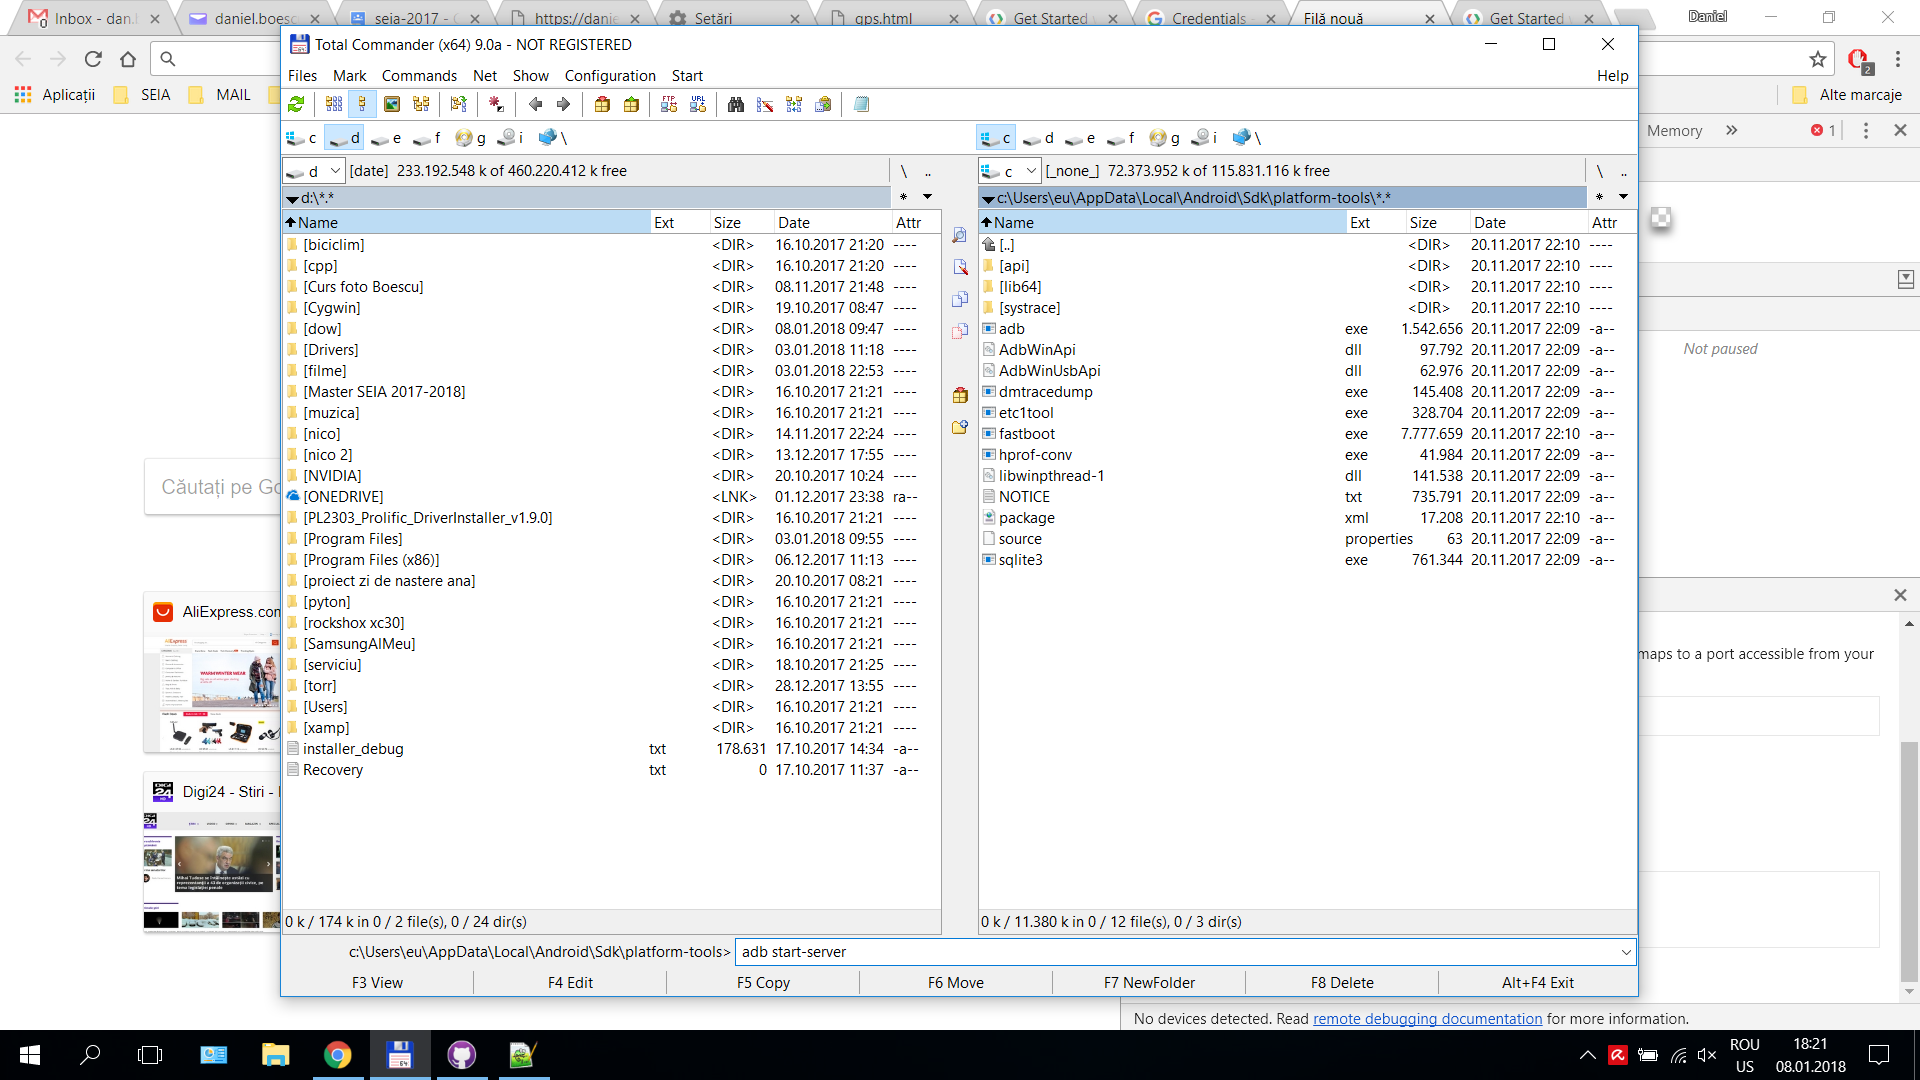 Inbox - dan.
daniel.boesc
seia-2017 -
https://danie
Setări
gps.html
Get Started
Credentials
Filă nouă
Get Started
Daniel
Total Commander (x64) 9.0a - NOT REGISTERED
Files Mark Commands Net Show Configuration Start Help
Aplicații SEIA MAIL Alte marcaje
2
FTP URL
c d e f g i \
c d e f g i \
Memory » 1
d [date] 233.192.548 k of 460.220.412 k free \ ..
c [_none_] 72.373.952 k of 115.831.116 k free \ ..
d:\*.* *
c:\Users\eu\AppData\Local\Android\Sdk\platform-tools\*.* *
Name Ext Size Date Attr
[biciclim] <DIR> 16.10.2017 21:20 ----
[cpp] <DIR> 16.10.2017 21:20 ----
[Curs foto Boescu] <DIR> 08.11.2017 21:48 ----
[Cygwin] <DIR> 19.10.2017 08:47 ----
[dow] <DIR> 08.01.2018 09:47 ----
[Drivers] <DIR> 03.01.2018 11:18 ----
[filme] <DIR> 03.01.2018 22:53 ----
[Master SEIA 2017-2018] <DIR> 16.10.2017 21:21 ----
[muzica] <DIR> 16.10.2017 21:21 ----
[nico] <DIR> 14.11.2017 22:24 ----
[nico 2] <DIR> 13.12.2017 17:55 ----
[NVIDIA] <DIR> 20.10.2017 10:24 ----
[ONEDRIVE] <LNK> 01.12.2017 23:38 ra--
[PL2303_Prolific_DriverInstaller_v1.9.0] <DIR> 16.10.2017 21:21 ----
[Program Files] <DIR> 03.01.2018 09:55 ----
[Program Files (x86)] <DIR> 06.12.2017 11:13 ----
[proiect zi de nastere ana] <DIR> 20.10.2017 08:21 ----
[pyton] <DIR> 16.10.2017 21:21 ----
[rockshox xc30] <DIR> 16.10.2017 21:21 ----
[SamsungAlMeu] <DIR> 16.10.2017 21:21 ----
[serviciu] <DIR> 18.10.2017 21:25 ----
[torr] <DIR> 28.12.2017 13:55 ----
[Users] <DIR> 16.10.2017 21:21 ----
[xamp] <DIR> 16.10.2017 21:21 ----
installer_debug txt 178.631 17.10.2017 14:34 -a--
Recovery txt 0 17.10.2017 11:37 -a--
0 k / 174 k in 0 / 2 file(s), 0 / 24 dir(s)
Name Ext Size Date Attr
[..] <DIR> 20.11.2017 22:10 ----
[api] <DIR> 20.11.2017 22:10 ----
[lib64] <DIR> 20.11.2017 22:10 ----
[systrace] <DIR> 20.11.2017 22:10 ----
adb exe 1.542.656 20.11.2017 22:09 -a--
AdbWinApi dll 97.792 20.11.2017 22:09 -a--
AdbWinUsbApi dll 62.976 20.11.2017 22:09 -a--
dmtracedump exe 145.408 20.11.2017 22:09 -a--
etc1tool exe 328.704 20.11.2017 22:09 -a--
fastboot exe 7.777.659 20.11.2017 22:09 -a--
hprof-conv exe 41.984 20.11.2017 22:09 -a--
libwinpthread-1 dll 141.538 20.11.2017 22:09 -a--
NOTICE txt 735.791 20.11.2017 22:09 -a--
package xml 17.208 20.11.2017 22:10 -a--
source properties 63 20.11.2017 22:09 -a--
sqlite3 exe 761.344 20.11.2017 22:09 -a--
0 k / 11.380 k in 0 / 12 file(s), 0 / 3 dir(s)
Not paused
Căutați pe Go
AliExpress.com
Digi24 - Stiri -
maps to a port accessible from your
c:\Users\eu\AppData\Local\Android\Sdk\platform-tools> adb start-server
F3 View F4 Edit F5 Copy F6 Move F7 NewFolder F8 Delete Alt+F4 Exit
No devices detected. Read remote debugging documentation for more information.
64
ROU
US
18:21
08.01.2018